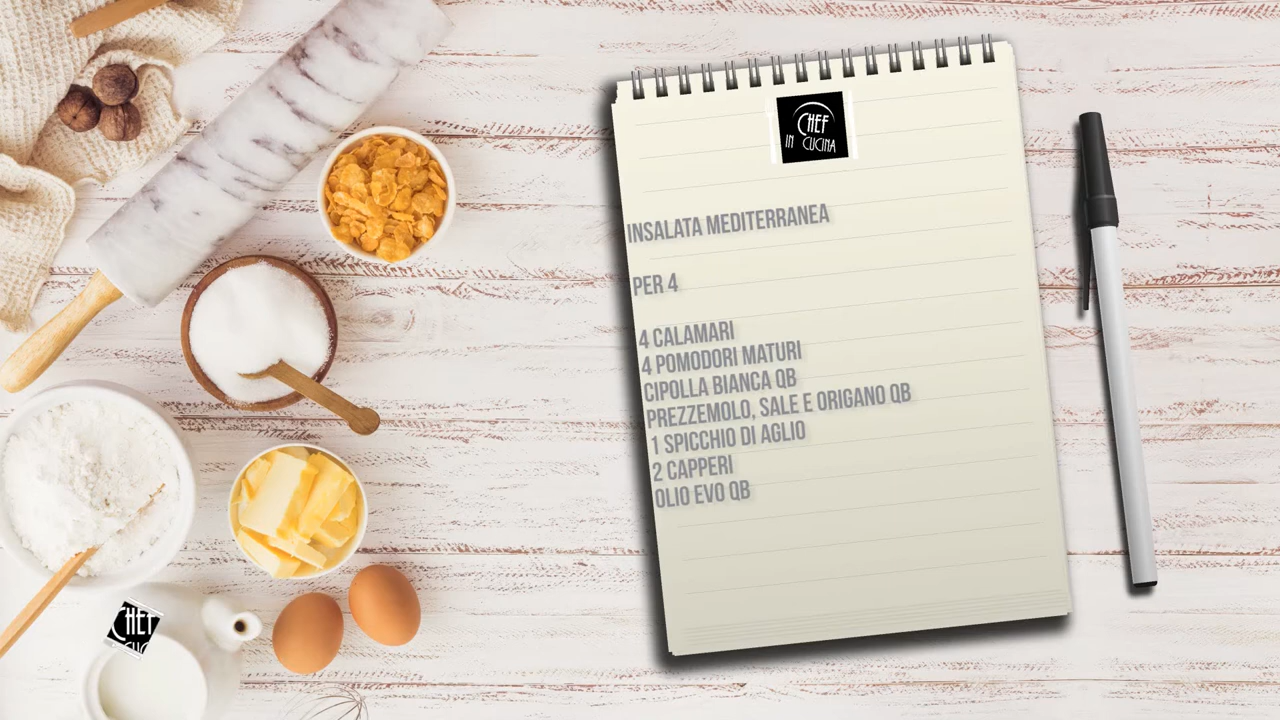 CHEF
IN CUCINA
INSALATA MEDITERRANEA
PER 4
4 CALAMARI
4 POMODORI MATURI
CIPOLLA BIANCA QB
PREZZEMOLO, SALE E ORIGANO QB
1 SPICCHIO DI AGLIO
2 CAPPERI
OLIO EVO QB
CHEF